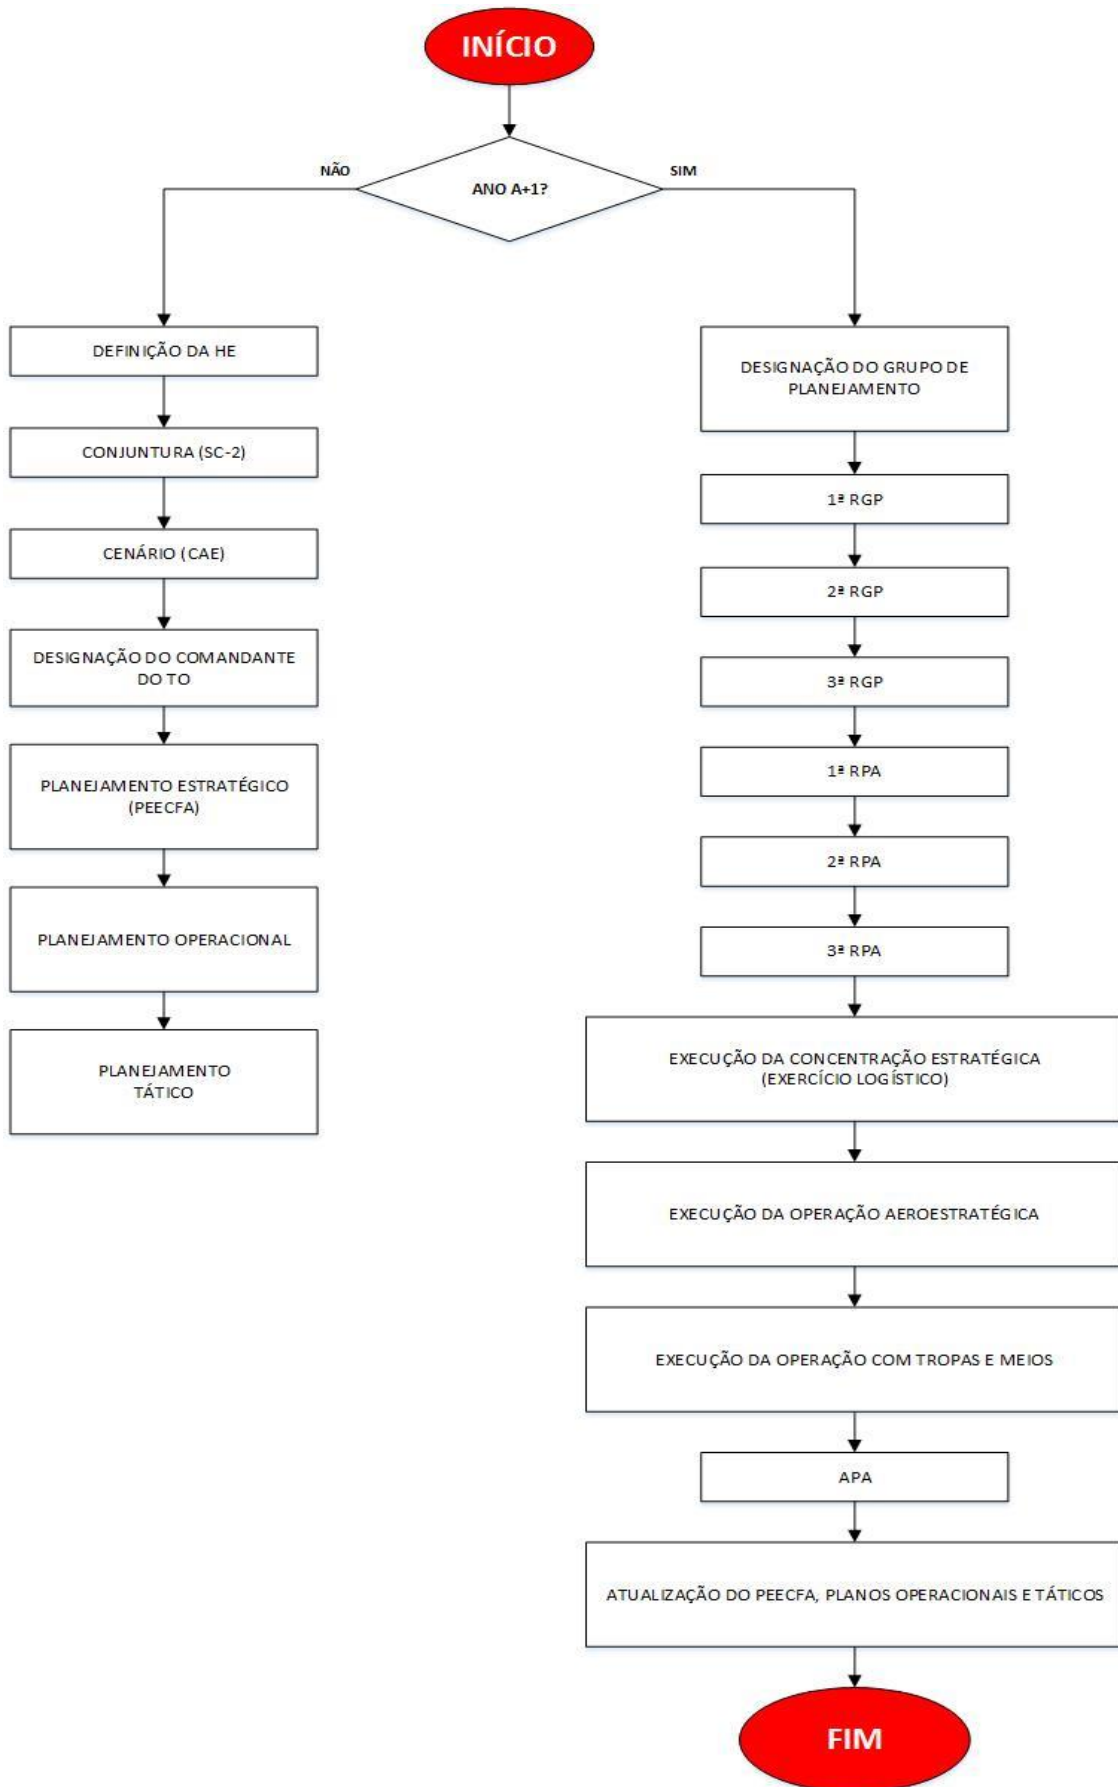 INÍCIO
ANO A+1?
NÃO
SIM
DEFINIÇÃO DA HE
CONJUNTURA (SC-2)
CENÁRIO (CAE)
DESIGNAÇÃO DO COMANDANTE
DO TO
PLANEJAMENTO ESTRATÉGICO
(PEECFA)
PLANEJAMENTO OPERACIONAL
PLANEJAMENTO
TÁTICO
DESIGNAÇÃO DO GRUPO DE
PLANEJAMENTO
1ª RGP
2ª RGP
3ª RGP
1ª RPA
2ª RPA
3ª RPA
EXECUÇÃO DA CONCENTRAÇÃO ESTRATÉGICA
(EXERCÍCIO LOGÍSTICO)
EXECUÇÃO DA OPERAÇÃO AEROESTRATÉGICA
EXECUÇÃO DA OPERAÇÃO COM TROPAS E MEIOS
APA
ATUALIZAÇÃO DO PEECFA, PLANOS OPERACIONAIS E TÁTICOS
FIM